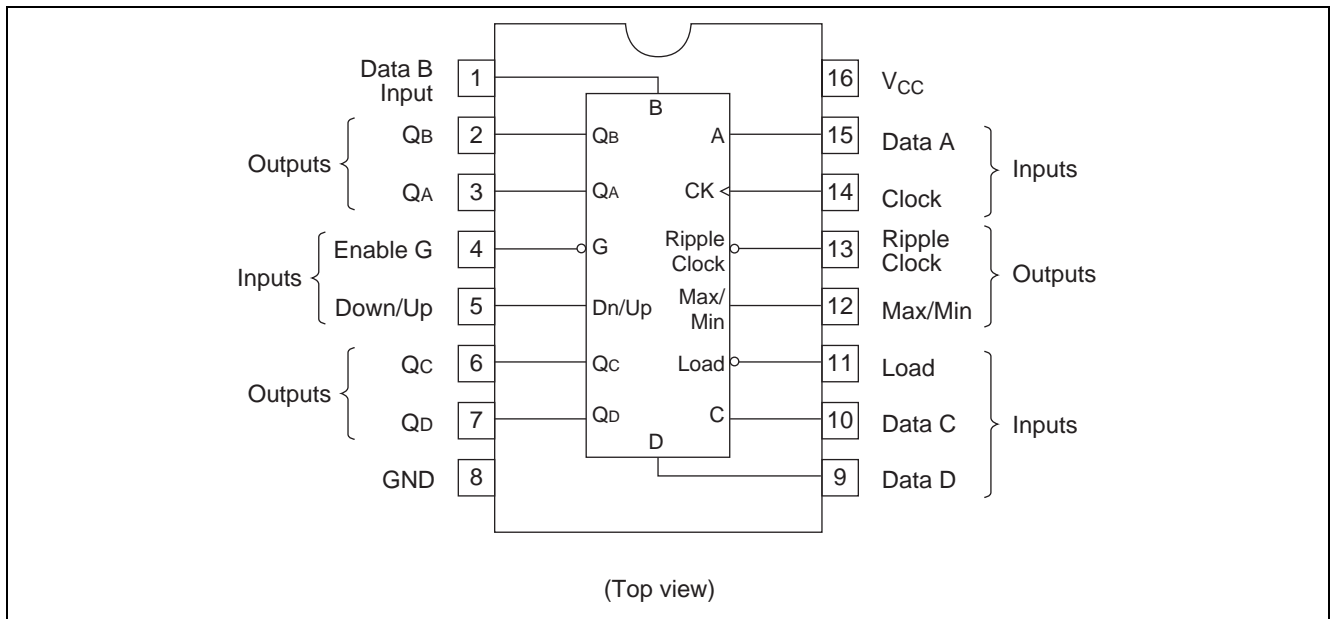 Data B
Input
1
B
16
VCC
Outputs
QB
2
QB
A
15
Data A
Inputs
QA
3
QA
CK
14
Clock
Inputs
Enable G
4
G
Ripple
Clock
13
Ripple
Clock
Outputs
Down/Up
5
Dn/Up
Max/
Min
12
Max/Min
Outputs
QC
6
QC
Load
11
Load
Inputs
QD
7
QD
C
10
Data C
GND
8
D
9
Data D
(Top view)